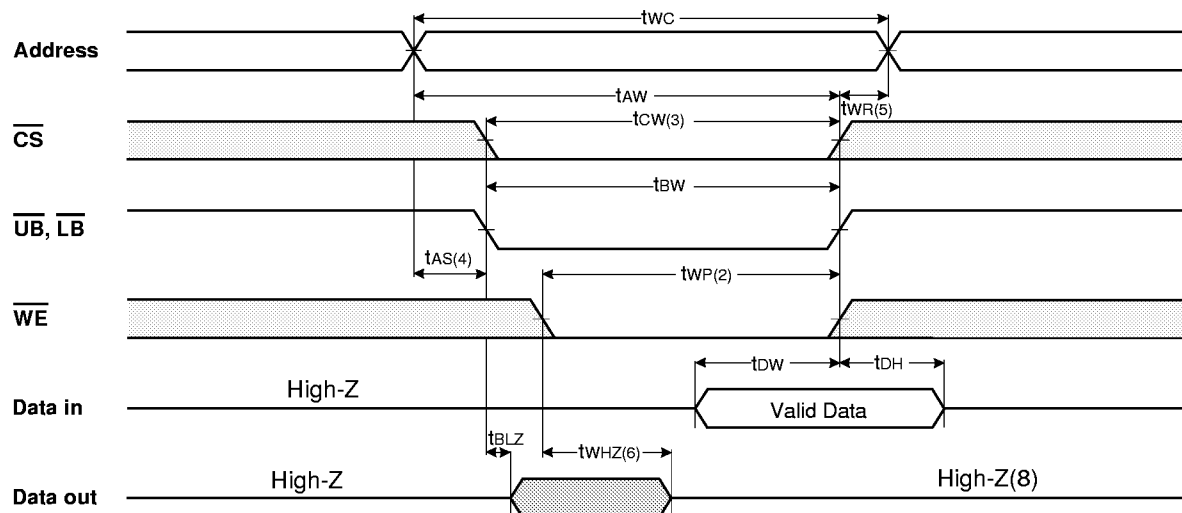 tWC
Address
tAW
tWR(5)
CS
tCW(3)
tBW
UB, LB
tAS(4)
tWP(2)
WE
tDW
tDH
High-Z
Data in
Valid Data
tBLZ
tWHZ(6)
High-Z
High-Z(8)
Data out